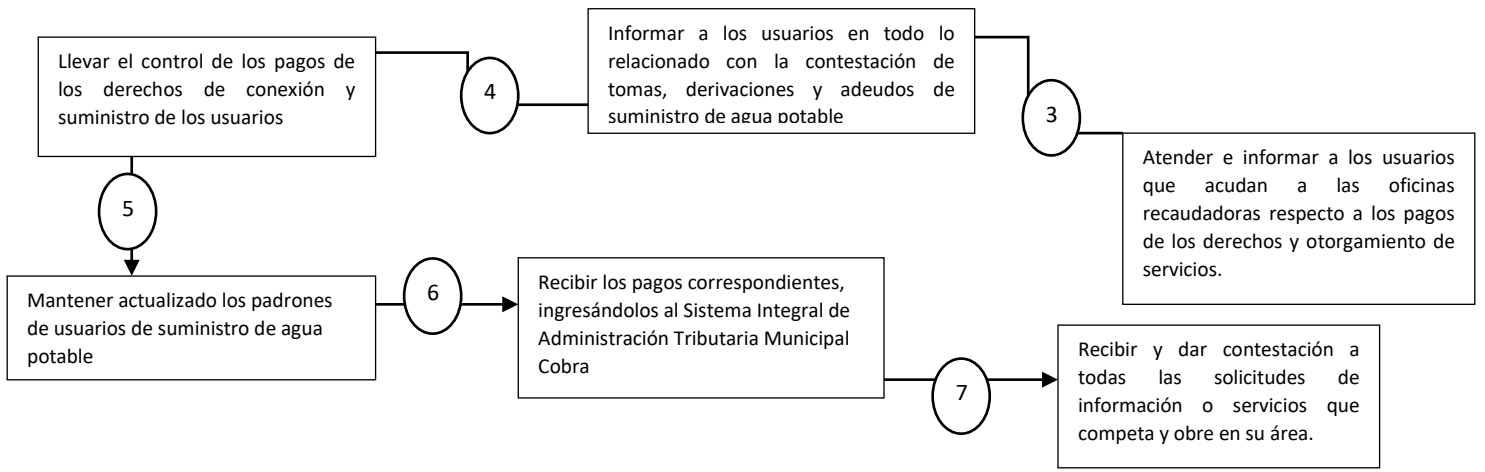 Informar a los usuarios en todo lo
relacionado con la contestación de
tomas, derivaciones y adeudos de
suministro de agua potable
Llevar el control de los pagos de
los derechos de conexión y
suministro de los usuarios
4
3
Atender e informar a los usuarios
que acudan a las oficinas
recaudadoras respecto a los pagos
de los derechos y otorgamiento de
servicios.
5
Mantener actualizado los padrones
de usuarios de suministro de agua
potable
6
Recibir los pagos correspondientes,
ingresándolos al Sistema Integral de
Administración Tributaria Municipal
Cobra
7
Recibir y dar contestación a
todas las solicitudes de
información o servicios que
competa y obre en su área.